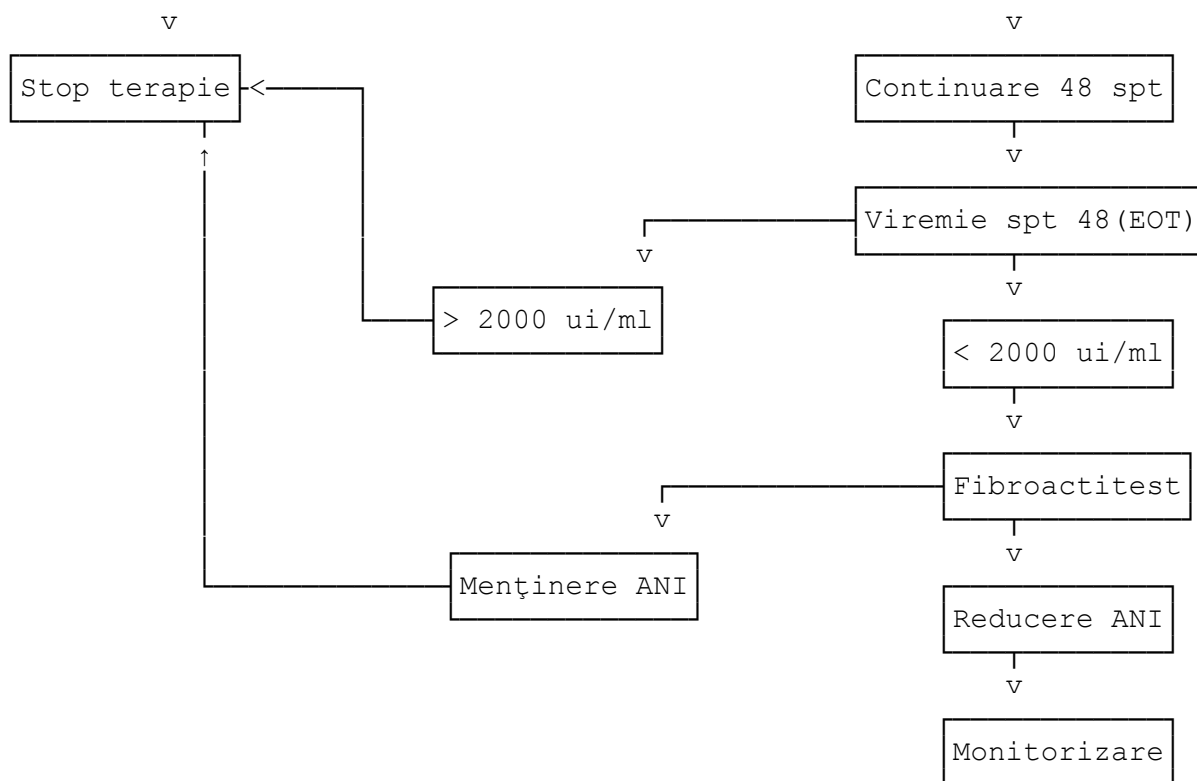 v v
Stop terapie < Continuare 48 spt
↑ v
Viremie spt 48(EOT)
v
v
> 2000 ui/ml
< 2000 ui/ml
v
Fibroactitest
v
v
Menţinere ANI
Reducere ANI
v
Monitorizare